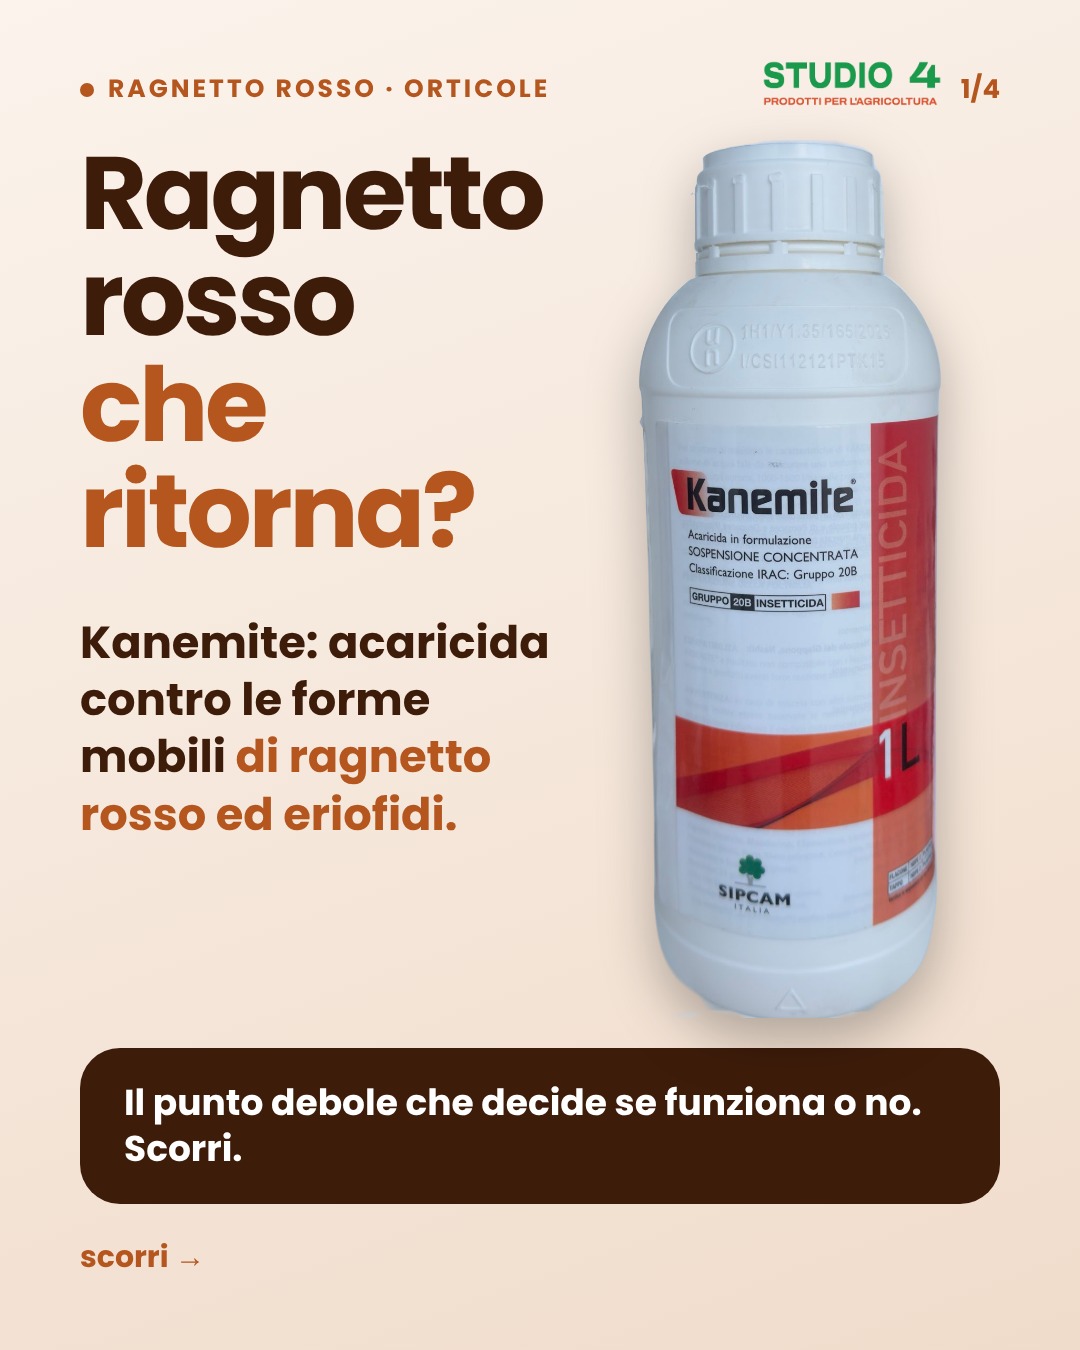 RAGNETTO ROSSO · ORTICOLE
STUDIO 4
PRODOTTI PER L'AGRICOLTURA
1/4
Ragnetto
rosso
che
ritorna?
Kanemite: acaricida
contro le forme
mobili di ragnetto
rosso ed eriofidi.
Kanemite®
Acaricida in formulazione
SOSPENSIONE CONCENTRATA
Classificazione IRAC: Gruppo 20B
GRUPPO 20B INSETTICIDA
INSETTICIDA
1L
SIPCAM
ITALIA
Il punto debole che decide se funziona o no.
Scorri.
scorri →